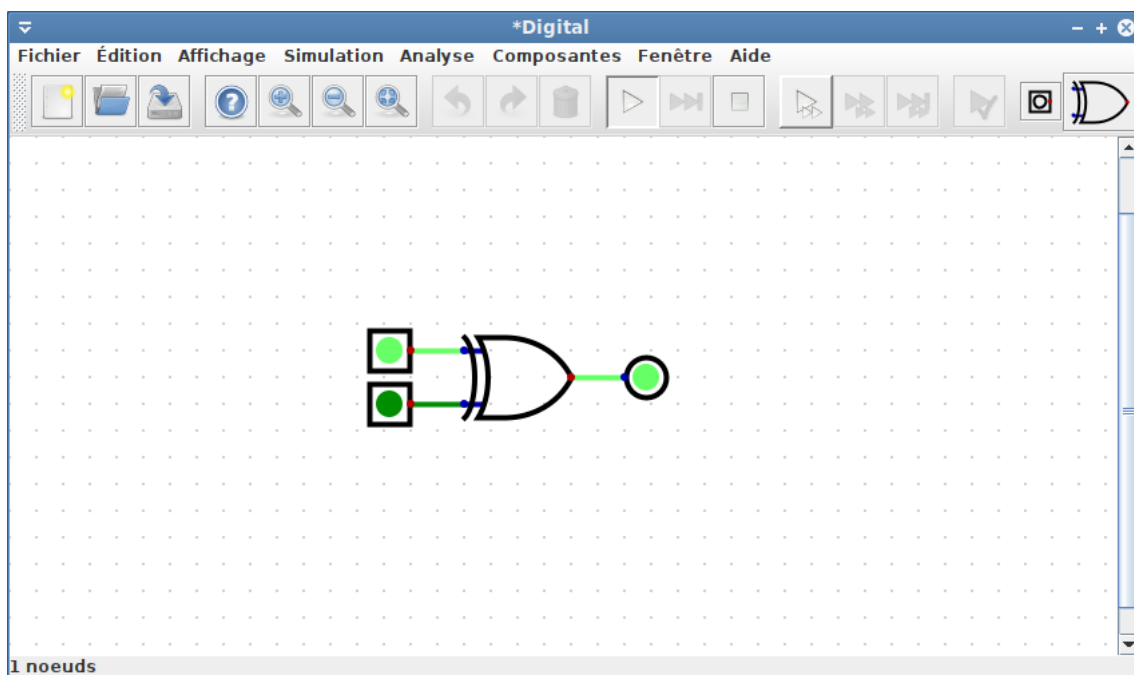 *Digital
Fichier Édition Affichage Simulation Analyse Composantes Fenêtre Aide
1 noeuds